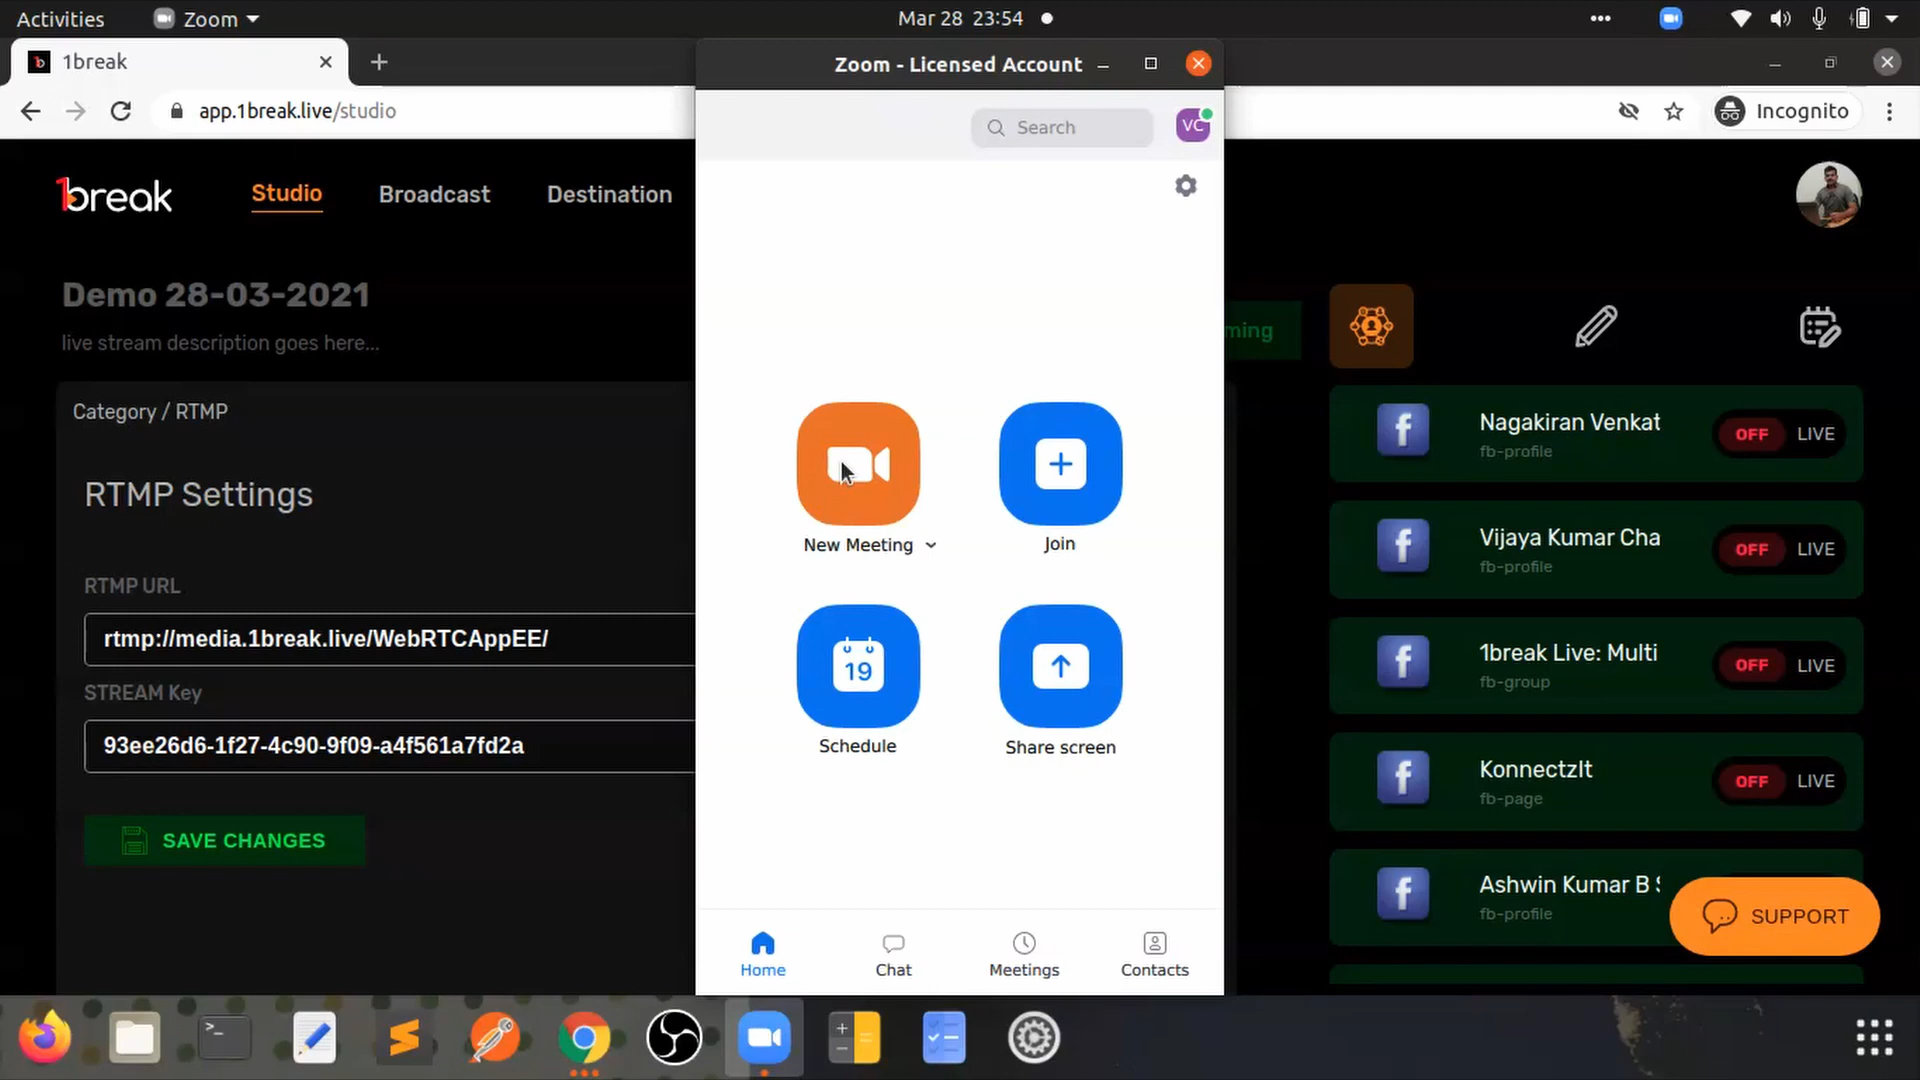 Activities
Zoom
Mar 28 23:54
1break
app.1break.live/studio
Incognito
Zoom - Licensed Account
Search
VC
1break
Studio
Broadcast
Destination
Demo 28-03-2021
live stream description goes here...
ming
Category / RTMP
RTMP Settings
RTMP URL
rtmp://media.1break.live/WebRTCAppEE/
STREAM Key
93ee26d6-1f27-4c90-9f09-a4f561a7fd2a
SAVE CHANGES
New Meeting
Join
19
Schedule
Share screen
Home
Chat
Meetings
Contacts
Nagakiran Venkat
fb-profile
OFF LIVE
Vijaya Kumar Cha
fb-profile
OFF LIVE
1break Live: Multi
fb-group
OFF LIVE
KonnectzIt
fb-page
OFF LIVE
Ashwin Kumar B S
fb-profile
SUPPORT